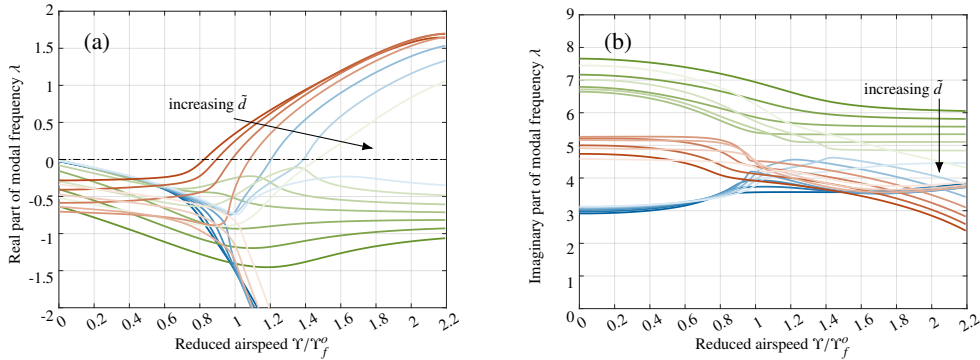 (a)
Real part of modal frequency λ
2
1.5
1
0.5
0
-0.5
-1
-1.5
-2
increasing d̃
0 0.2 0.4 0.6 0.8 1 1.2 1.4 1.6 1.8 2 2.2
Reduced airspeed ϒ/ϒ_f^o
(b)
Imaginary part of modal frequency λ
9
8
7
6
5
4
3
2
1
0
increasing d̃
0 0.2 0.4 0.6 0.8 1 1.2 1.4 1.6 1.8 2 2.2
Reduced airspeed ϒ/ϒ_f^o